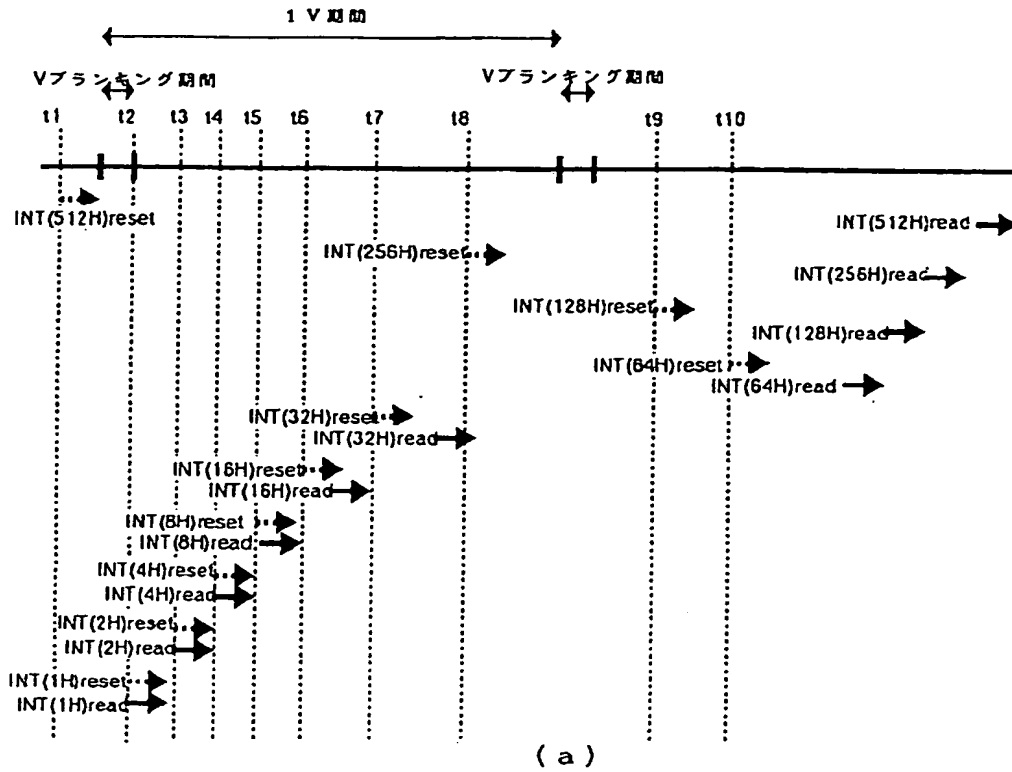 1 V 期間
Vブランキング期間
Vブランキング期間
t1 t2 t3 t4 t5 t6 t7 t8 t9 t10
INT(512H)reset
INT(512H)read
INT(256H)reset
INT(256H)read
INT(128H)reset
INT(128H)read
INT(64H)reset
INT(64H)read
INT(32H)reset
INT(32H)read
INT(16H)reset
INT(16H)read
INT(8H)reset
INT(8H)read
INT(4H)reset
INT(4H)read
INT(2H)reset
INT(2H)read
INT(1H)reset
INT(1H)read
(a)